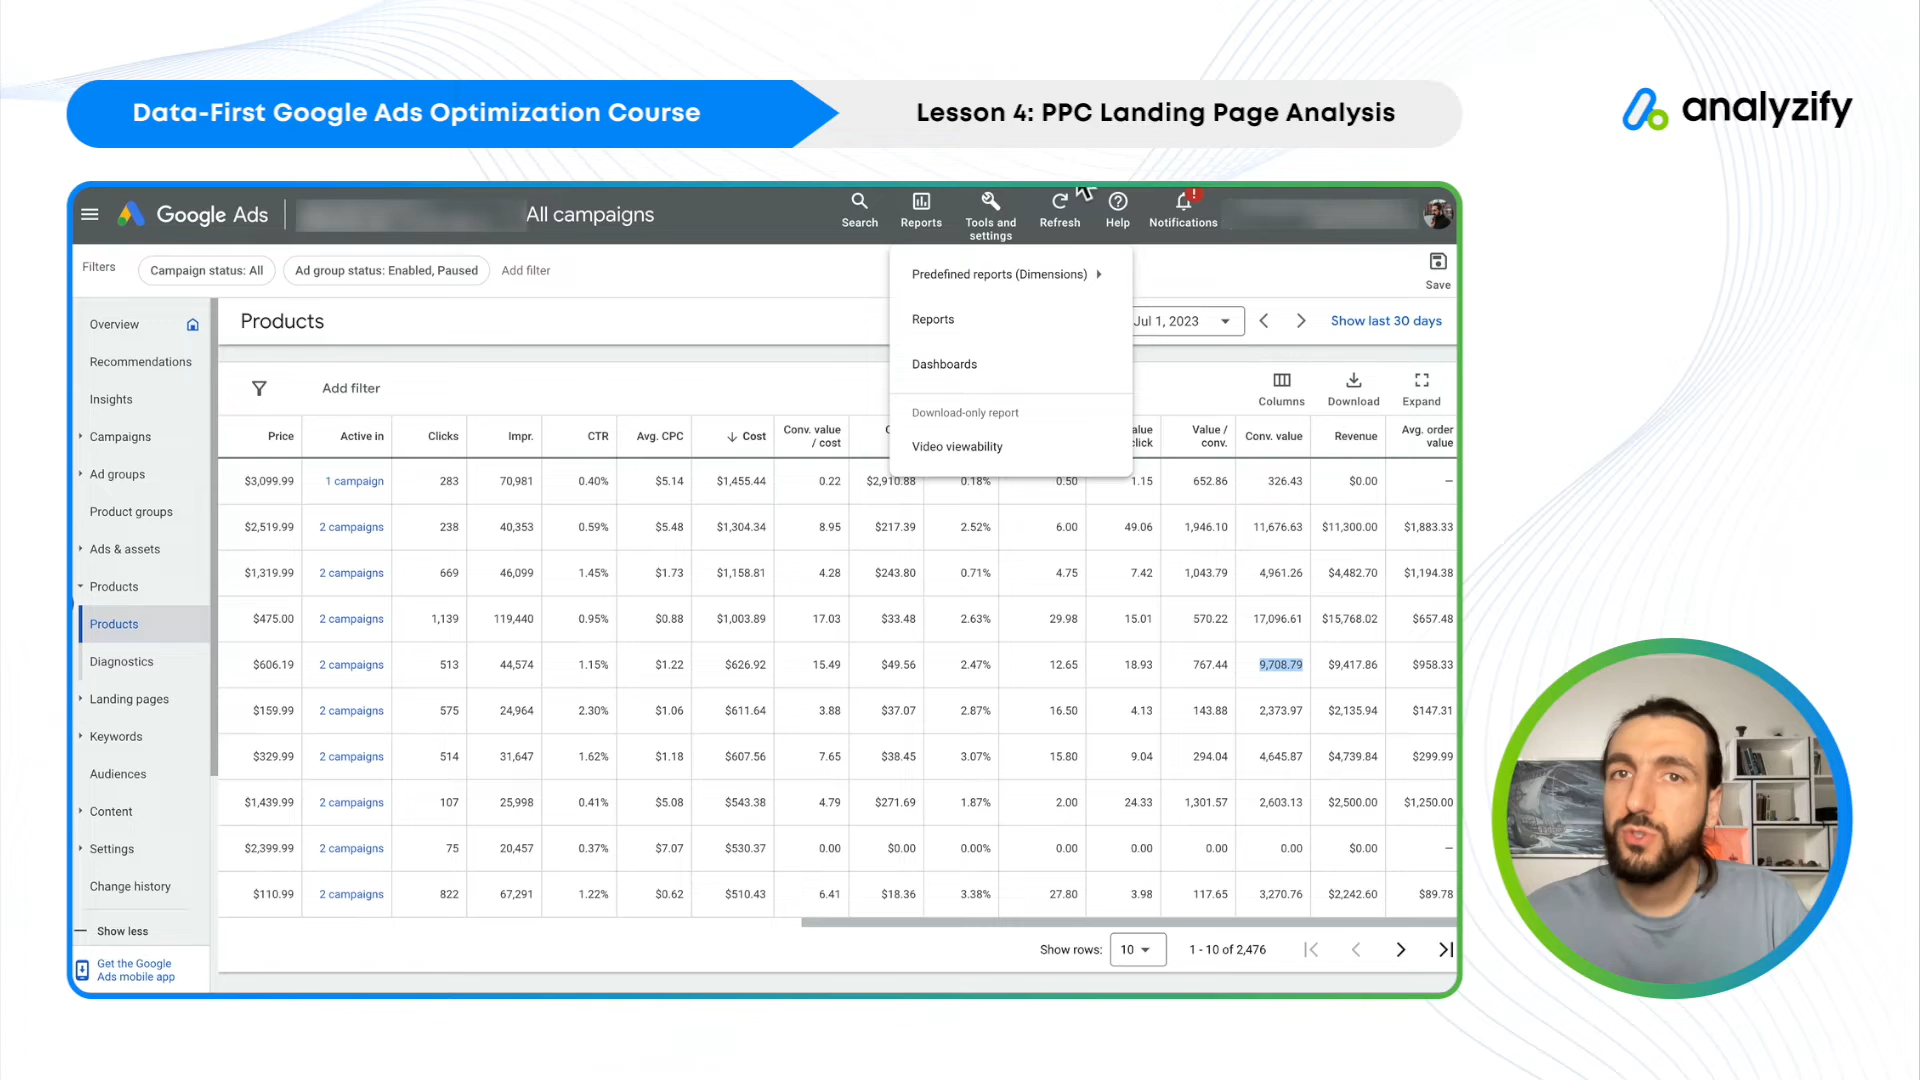 Data-First Google Ads Optimization Course
Lesson 4: PPC Landing Page Analysis
analyzify
Google Ads
All campaigns
Search
Reports
Tools and
settings
Refresh
Help
!
Notifications
Filters
Campaign status: All
Ad group status: Enabled, Paused
Add filter
Predefined reports (Dimensions)
Reports
Dashboards
Download-only report
Video viewability
Save
Overview
Recommendations
Insights
Campaigns
Ad groups
Product groups
Ads & assets
Products
Products
Diagnostics
Landing pages
Keywords
Audiences
Content
Settings
Change history
Show less
Get the Google
Ads mobile app
Products
Jul 1, 2023
Show last 30 days
Add filter
Columns
Download
Expand
Price Active in Clicks Impr. CTR Avg. CPC Cost Conv. value / cost Value / conv. Conv. value Revenue Avg. order value
$3,099.99 1 campaign 283 70,981 0.40% $5.14 $1,455.44 0.22 $2,910.88 0.18% 0.50 1.15 652.86 326.43 $0.00 —
$2,519.99 2 campaigns 238 40,353 0.59% $5.48 $1,304.34 8.95 $217.39 2.52% 6.00 49.06 1,946.10 11,676.63 $11,300.00 $1,883.33
$1,319.99 2 campaigns 669 46,099 1.45% $1.73 $1,158.81 4.28 $243.80 0.71% 4.75 7.42 1,043.79 4,961.26 $4,482.70 $1,194.38
$475.00 2 campaigns 1,139 119,440 0.95% $0.88 $1,003.89 17.03 $33.48 2.63% 29.98 15.01 570.22 17,096.61 $15,768.02 $657.48
$606.19 2 campaigns 513 44,574 1.15% $1.22 $626.92 15.49 $49.56 2.47% 12.65 18.93 767.44 9,708.79 $9,417.86 $958.33
$159.99 2 campaigns 575 24,964 2.30% $1.06 $611.64 3.88 $37.07 2.87% 16.50 4.13 143.88 2,373.97 $2,135.94 $147.31
$329.99 2 campaigns 514 31,647 1.62% $1.18 $607.56 7.65 $38.45 3.07% 15.80 9.04 294.04 4,645.87 $4,739.84 $299.99
$1,439.99 2 campaigns 107 25,998 0.41% $5.08 $543.38 4.79 $271.69 1.87% 2.00 24.33 1,301.57 2,603.13 $2,500.00 $1,250.00
$2,399.99 2 campaigns 75 20,457 0.37% $7.07 $530.37 0.00 $0.00 0.00% 0.00 0.00 0.00 0.00 $0.00 —
$110.99 2 campaigns 822 67,291 1.22% $0.62 $510.43 6.41 $18.36 3.38% 27.80 3.98 117.65 3,270.76 $2,242.60 $89.78
Show rows: 10 1 - 10 of 2,476